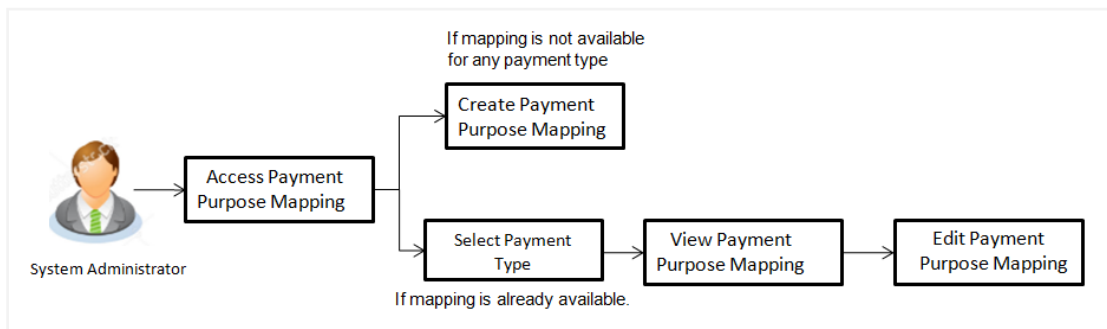 If mapping is not available
for any payment type
Create Payment
Purpose Mapping
Access Payment
Purpose Mapping
System Administrator
Select Payment
Type
If mapping is already available.
View Payment
Purpose Mapping
Edit Payment
Purpose Mapping